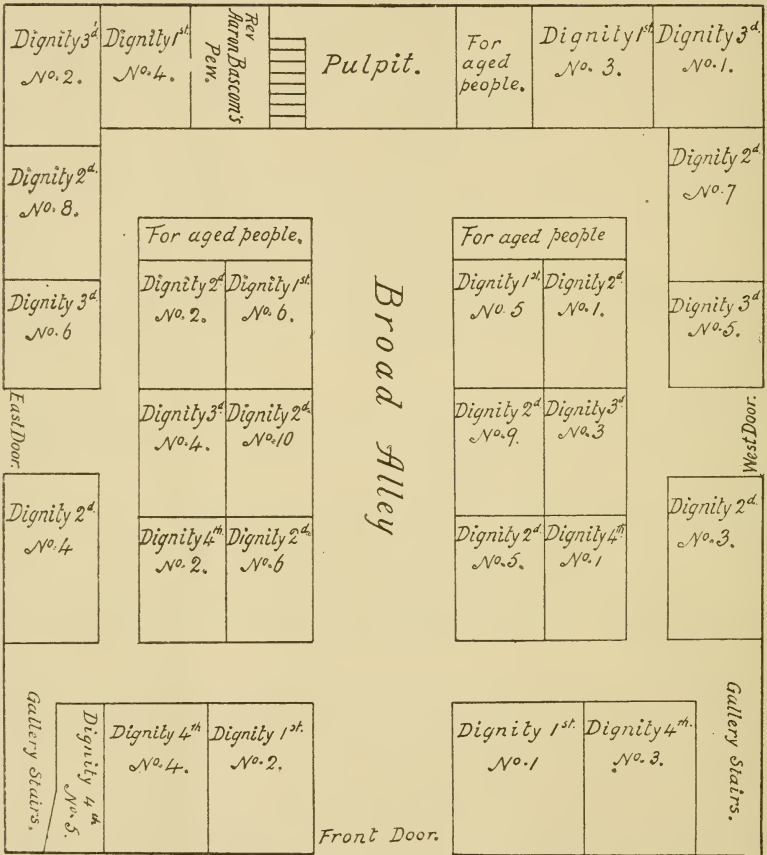 Dignity 3d
No. 2.
Dignity 1st
No. 4.
Rev
Aaron Bascom's
Pew.
Pulpit.
For
aged
people.
Dignity 1st
No. 3.
Dignity 3d
No. 1.
Dignity 2d
No. 8.
Dignity 2d
No. 7
For aged people.
For aged people
Dignity 3d
No. 6
Dignity 2d
No. 2.
Dignity 1st
No. 6.
Broad Alley
Dignity 1st
No. 5
Dignity 2d
No. 1.
Dignity 3d
No. 5.
East Door.
Dignity 3d
No. 4.
Dignity 2d
No. 10
Dignity 2d
No. 9.
Dignity 3d
No. 3
West Door.
Dignity 2d
No. 4
Dignity 4th
No. 2.
Dignity 2d
No. 6
Dignity 2d
No. 5.
Dignity 4th
No. 1
Dignity 2d
No. 3.
Gallery Stairs.
Dignity 4th
No. 5.
Dignity 4th
No. 4.
Dignity 1st.
No. 2.
Front Door.
Dignity 1st.
No. 1
Dignity 4th.
No. 3.
Gallery Stairs.